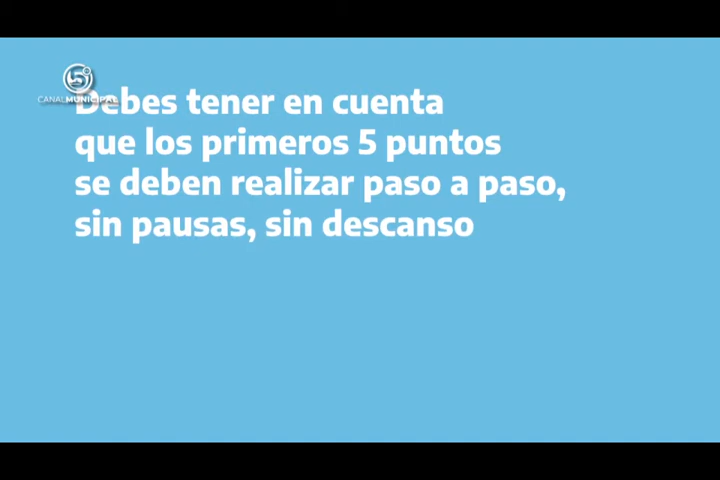 5º
CANALMUNICIPAL
Debes tener en cuenta
que los primeros 5 puntos
se deben realizar paso a paso,
sin pausas, sin descanso